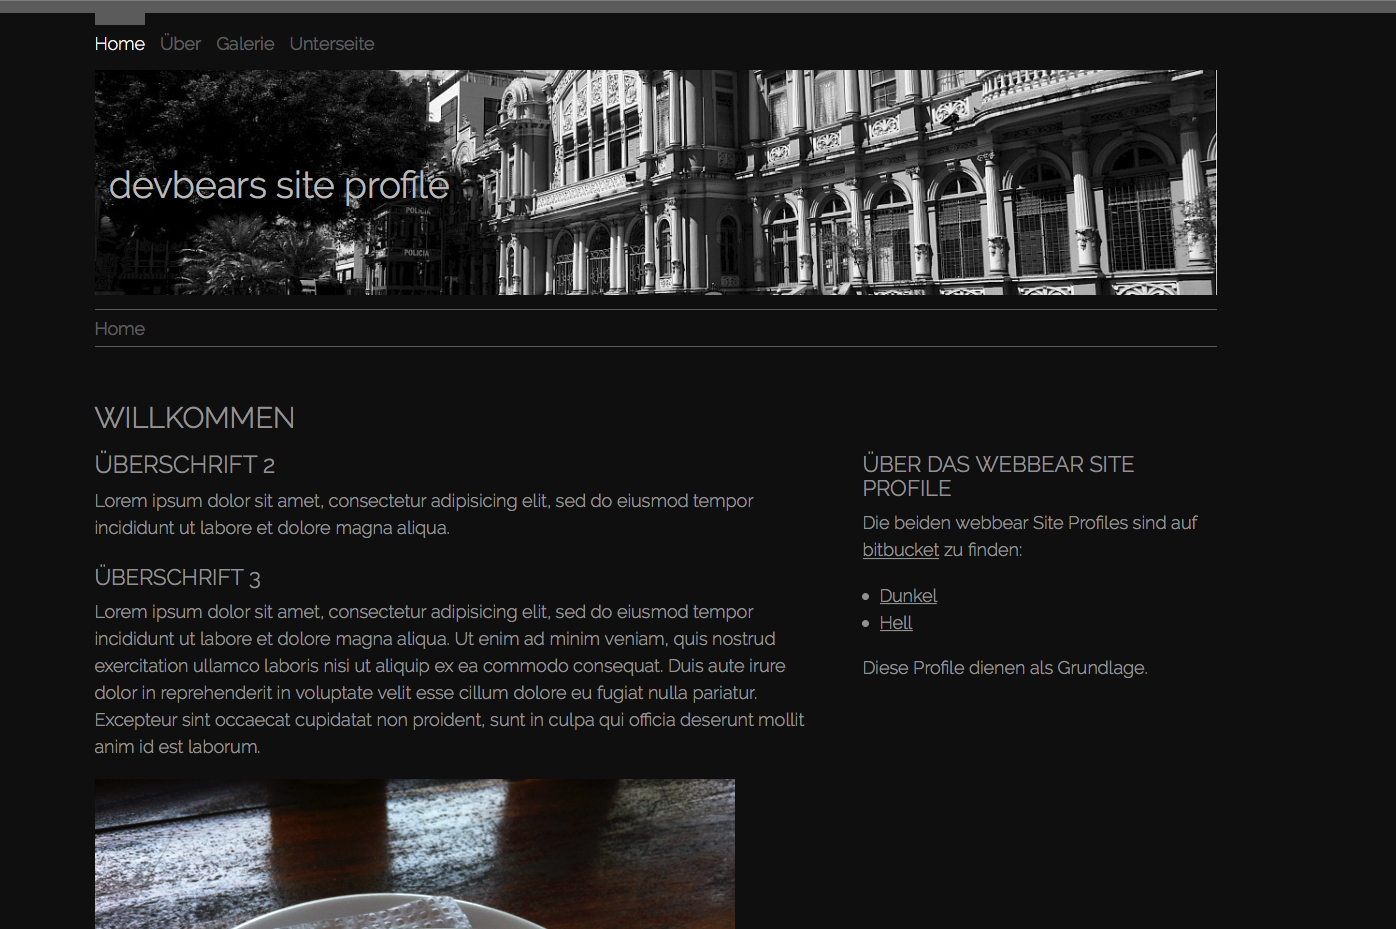 Home Über Galerie Unterseite
devbears site profile
POLICIA
POLICIA
Home
WILLKOMMEN
ÜBERSCHRIFT 2
Lorem ipsum dolor sit amet, consectetur adipisicing elit, sed do eiusmod tempor
incididunt ut labore et dolore magna aliqua.
ÜBERSCHRIFT 3
Lorem ipsum dolor sit amet, consectetur adipisicing elit, sed do eiusmod tempor
incididunt ut labore et dolore magna aliqua. Ut enim ad minim veniam, quis nostrud
exercitation ullamco laboris nisi ut aliquip ex ea commodo consequat. Duis aute irure
dolor in reprehenderit in voluptate velit esse cillum dolore eu fugiat nulla pariatur.
Excepteur sint occaecat cupidatat non proident, sunt in culpa qui officia deserunt mollit
anim id est laborum.
ÜBER DAS WEBBEAR SITE
PROFILE
Die beiden webbear Site Profiles sind auf
bitbucket zu finden:
Dunkel
Hell
Diese Profile dienen als Grundlage.